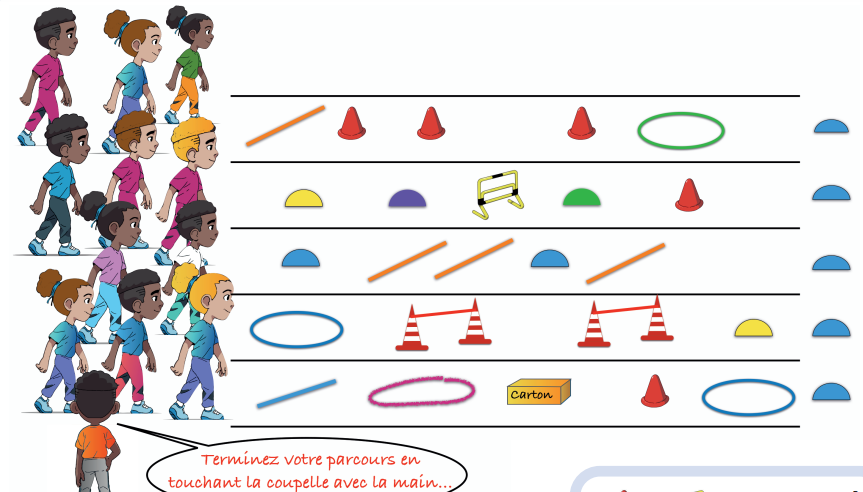 Carton
Terminez votre parcours en
touchant la coupelle avec la main...